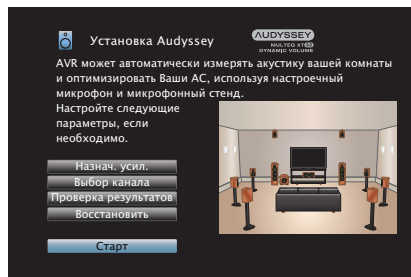 Установка Audyssey
AUDYSSEY
MULTEQ XT32
DYNAMIC VOLUME
AVR может автоматически измерять акустику вашей комнаты
и оптимизировать Ваши АС, используя настроечный
микрофон и микрофонный стенд.
Настройте следующие
параметры, если
необходимо.
Назнач. усил.
Выбор канала
Проверка результатов
Восстановить
Старт